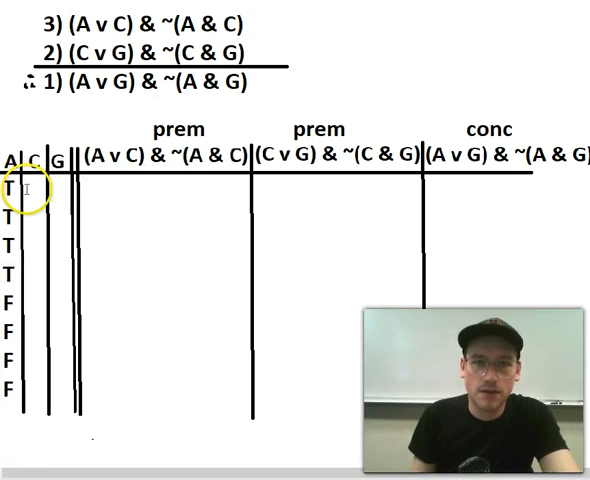 3) (A v C) & ~(A & C)
2) (C v G) & ~(C & G)
∴ 1) (A v G) & ~(A & G)
prem prem conc
A C G (A v C) & ~(A & C) (C v G) & ~(C & G) (A v G) & ~(A & G)
T
T
T
T
F
F
F
F